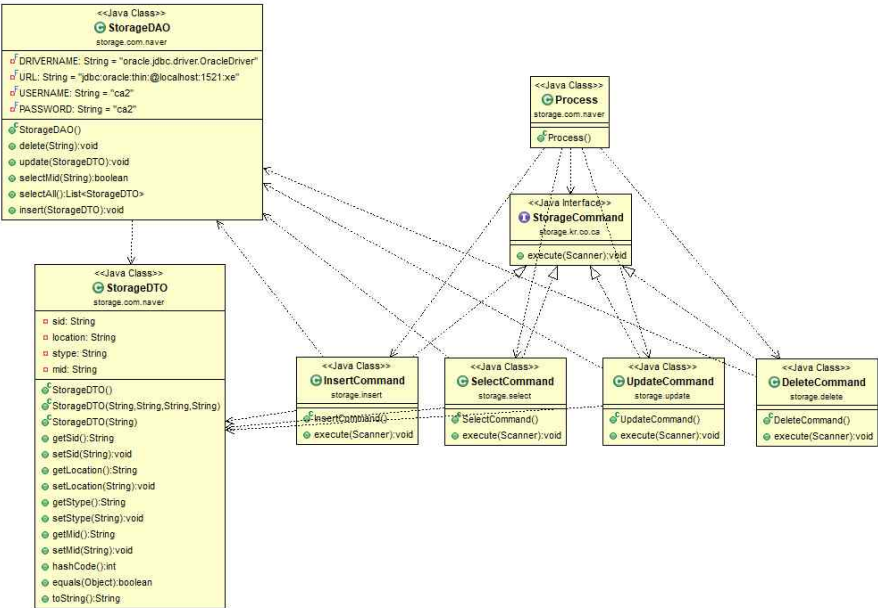 <<Java Class>>
StorageDAO
storage.com.naver
DRIVERNAME: String = "oracle.jdbc.driver.OracleDriver"
URL: String = "jdbc:oracle:thin:@localhost:1521:xe"
USERNAME: String = "ca2"
PASSWORD: String = "ca2"
StorageDAO()
delete(String):void
update(StorageDTO):void
selectMid(String):boolean
selectAll():List<StorageDTO>
insert(StorageDTO):void
<<Java Class>>
Process
storage.com.naver
Process()
<<Java Interface>>
StorageCommand
storage.kr.co.ca
execute(Scanner):void
<<Java Class>>
StorageDTO
storage.com.naver
sid: String
location: String
stype: String
mid: String
StorageDTO()
StorageDTO(String,String,String,String)
StorageDTO(String)
getSid():String
setSid(String):void
getLocation():String
setLocation(String):void
getStype():String
setStype(String):void
getMid():String
setMid(String):void
hashCode():int
equals(Object):boolean
toString():String
<<Java Class>>
InsertCommand
storage.insert
InsertCommand()
execute(Scanner):void
<<Java Class>>
SelectCommand
storage.select
SelectCommand()
execute(Scanner):void
<<Java Class>>
UpdateCommand
storage.update
UpdateCommand()
execute(Scanner):void
<<Java Class>>
DeleteCommand
storage.delete
DeleteCommand()
execute(Scanner):void